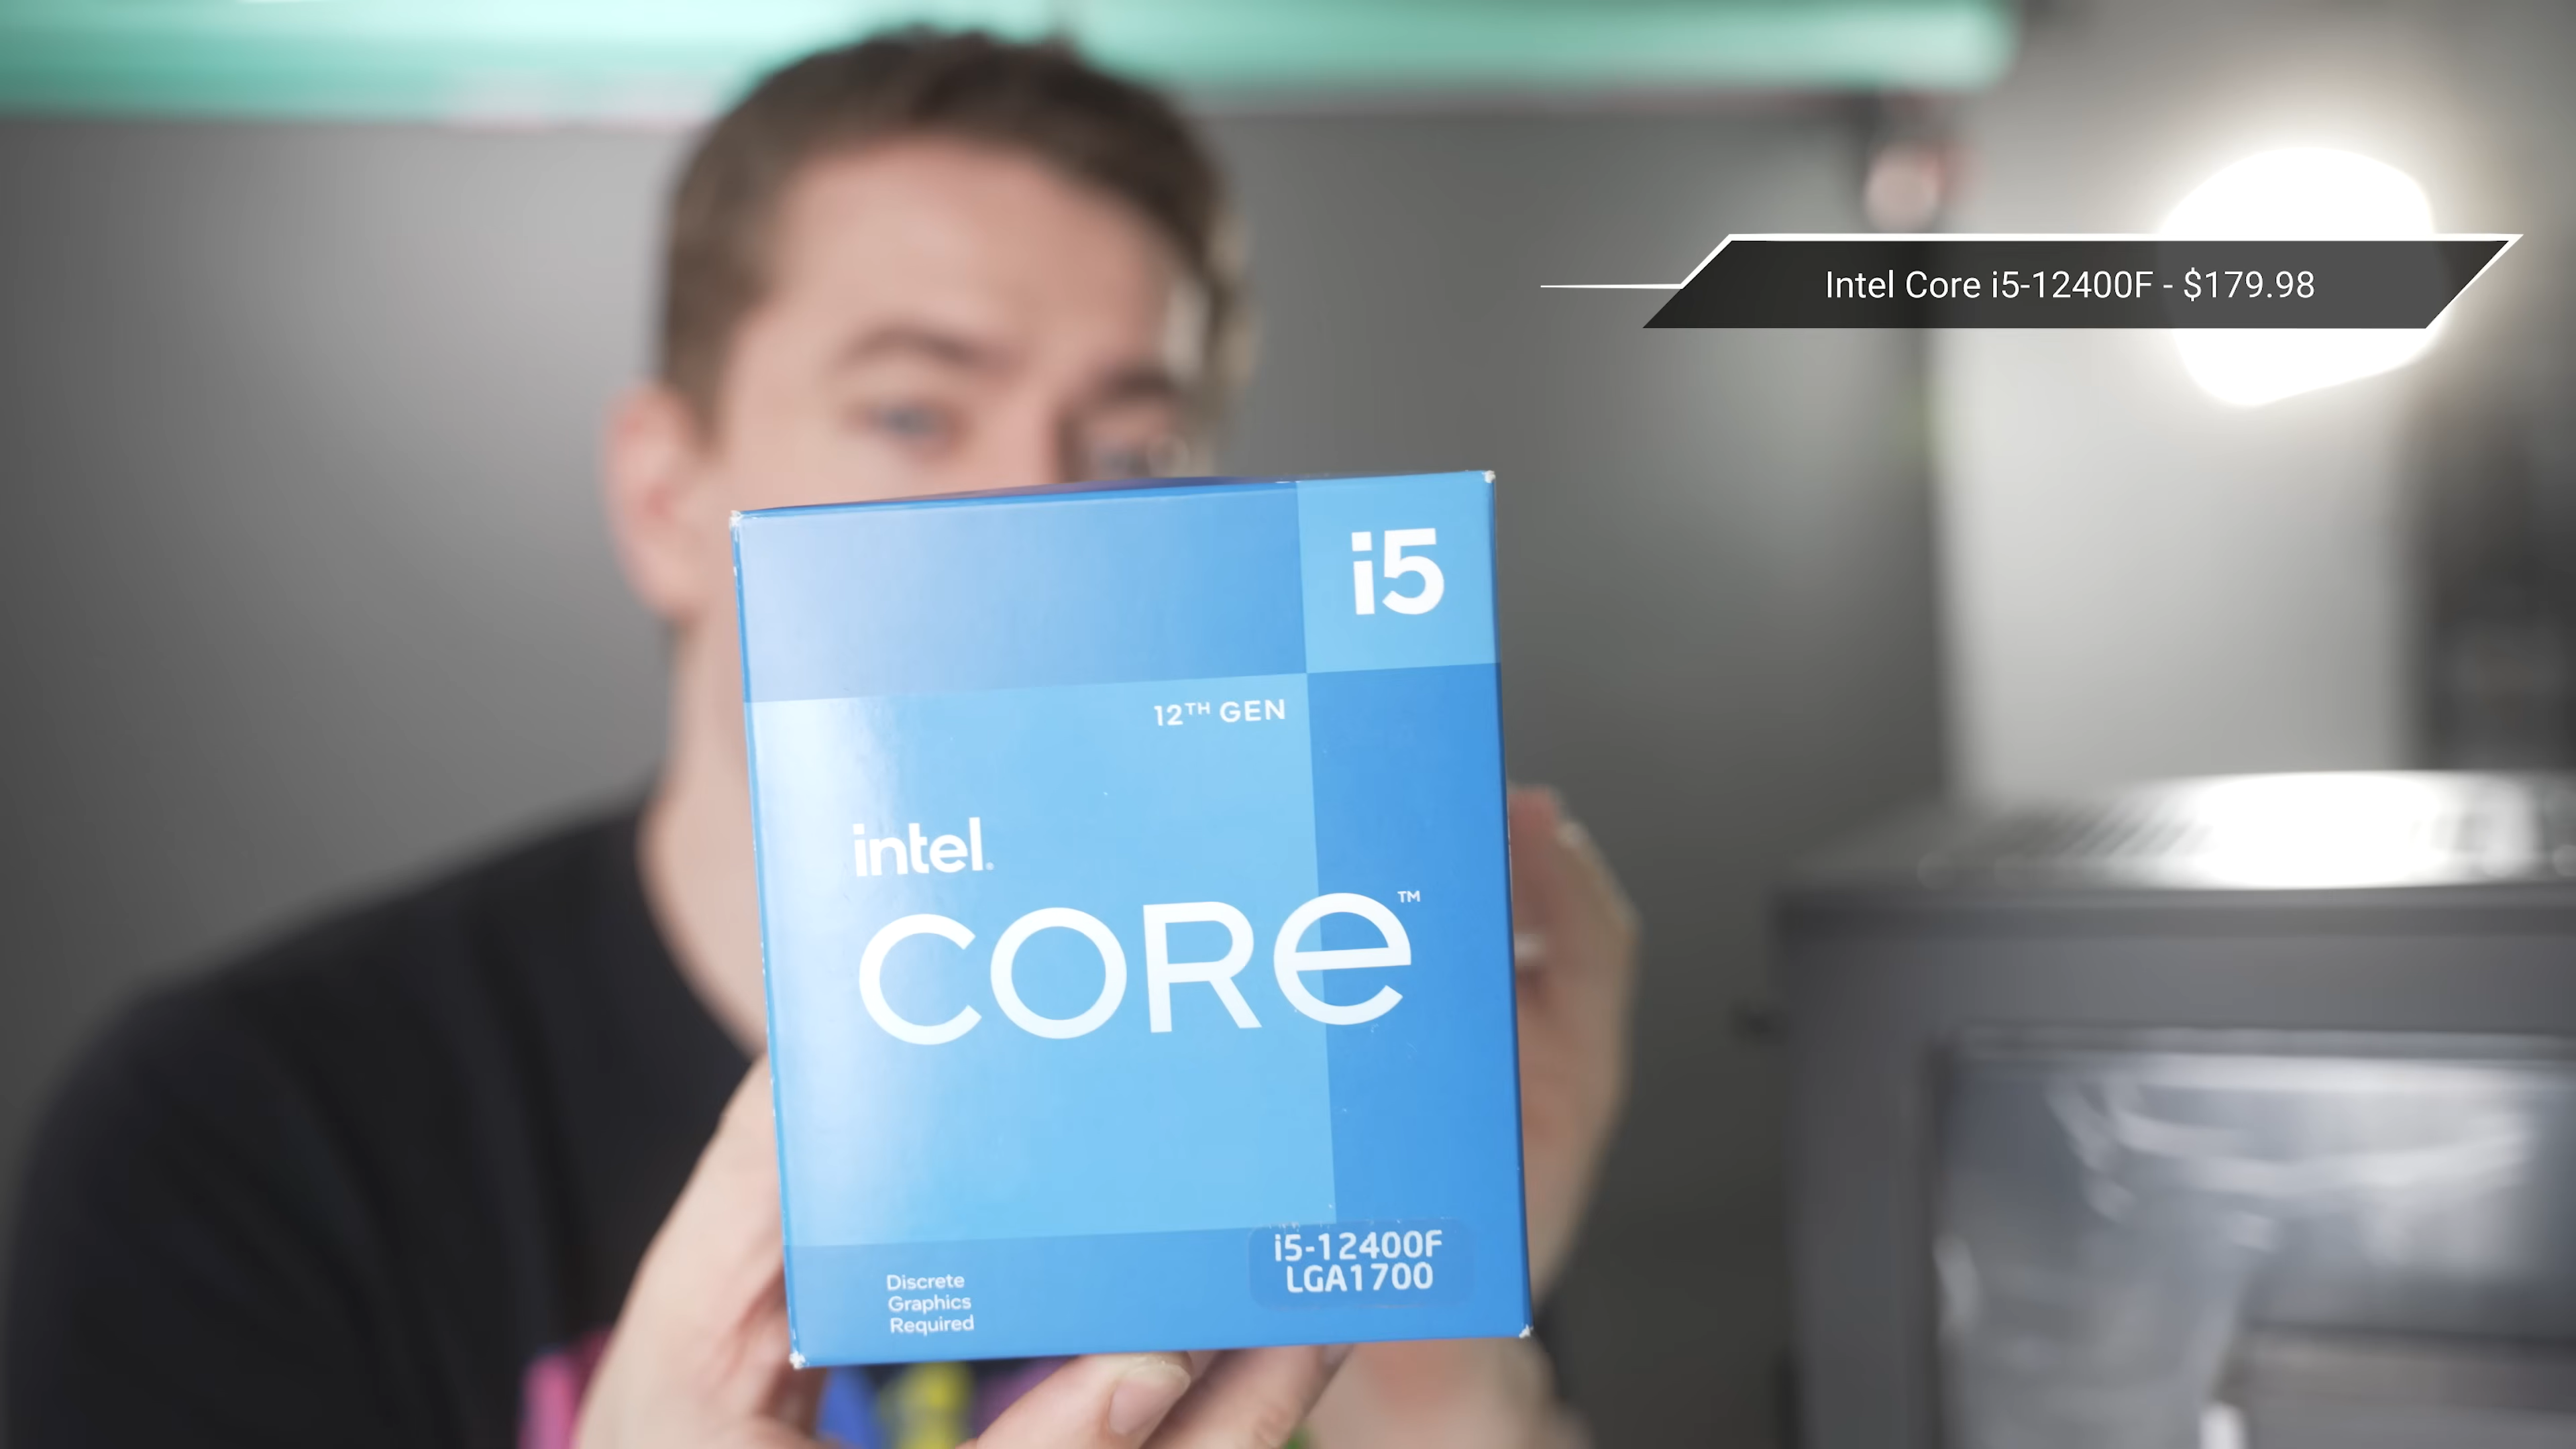 Intel Core i5-12400F - $179.98
i5
12TH GEN
intel.
CORe™
i5-12400F
LGA1700
Discrete
Graphics
Required